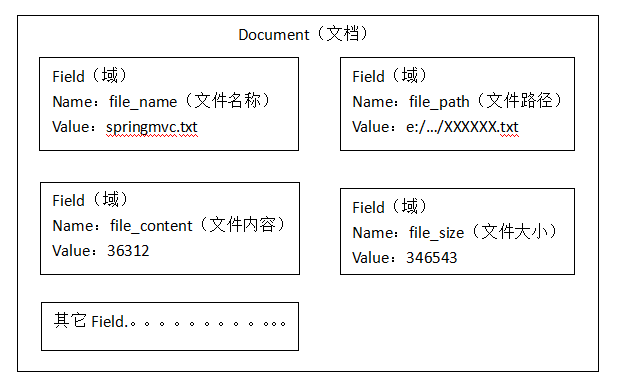 Document（文档）
Field（域）
Name：file_name（文件名称）
Value：springmvc.txt
Field（域）
Name：file_path（文件路径）
Value：e:/.../XXXXXX.txt
Field（域）
Name：file_content（文件内容）
Value：36312
Field（域）
Name：file_size（文件大小）
Value：346543
其它 Field.。。。。。。。。。。。。。